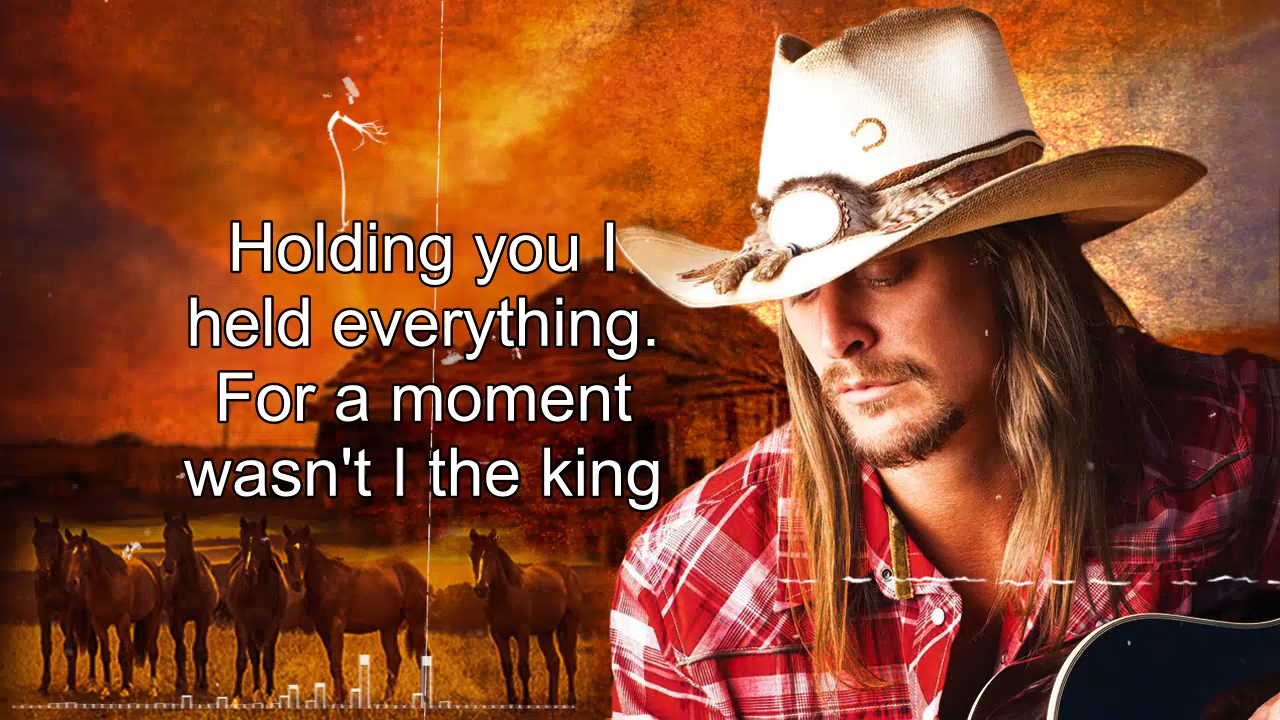 Holding you I
held everything.
For a moment
wasn't I the king